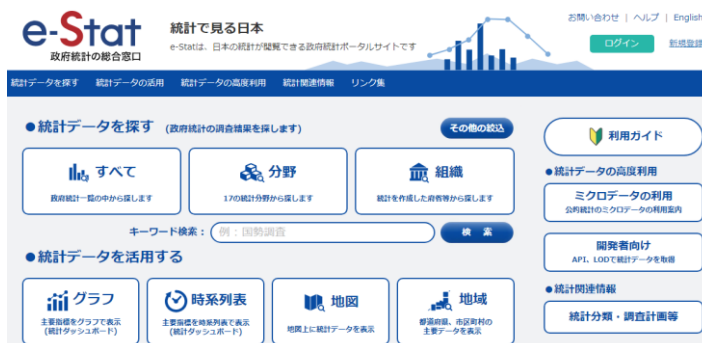 e-Stat
政府統計の総合窓口
統計で見る日本
e-Statは、日本の統計が閲覧できる政府統計ポータルサイトです
お問い合わせ | ヘルプ | English
ログイン 新規登録
統計データを探す 統計データの活用 統計データの高度利用 統計関連情報 リンク集
●統計データを探す (政府統計の調査結果を探します) その他の絞込
すべて
政府統計一覧の中から探します
分野
17の統計分野から探します
組織
統計を作成した府省等から探します
キーワード検索： 例：国勢調査 検 索
●統計データを活用する
グラフ
主要指標をグラフで表示
(統計ダッシュボード)
時系列表
主要指標を時系列表で表示
(統計ダッシュボード)
地図
地図上に統計データを表示
地域
都道府県、市区町村の
主要データを表示
利用ガイド
●統計データの高度利用
ミクロデータの利用
公的統計のミクロデータの利用案内
開発者向け
API、LODで統計データを取得
●統計関連情報
統計分類・調査計画等